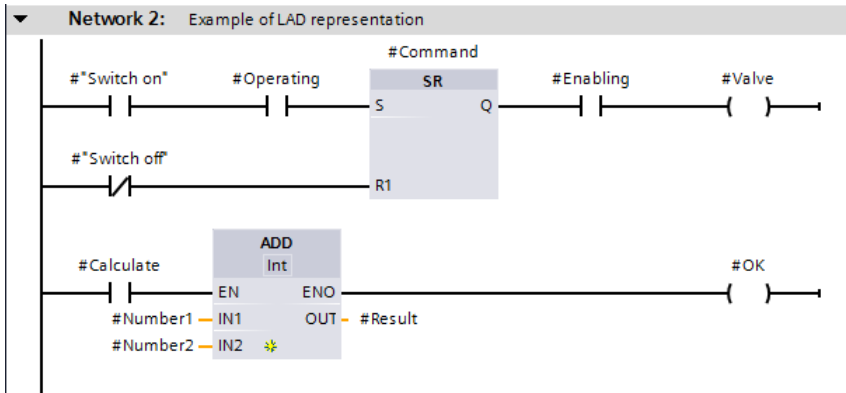 Network 2: Example of LAD representation
#Command
#"Switch on" #Operating SR #Enabling #Valve
S Q
#"Switch off"
R1
ADD
#Calculate Int #OK
EN ENO
#Number1 IN1 OUT #Result
#Number2 IN2